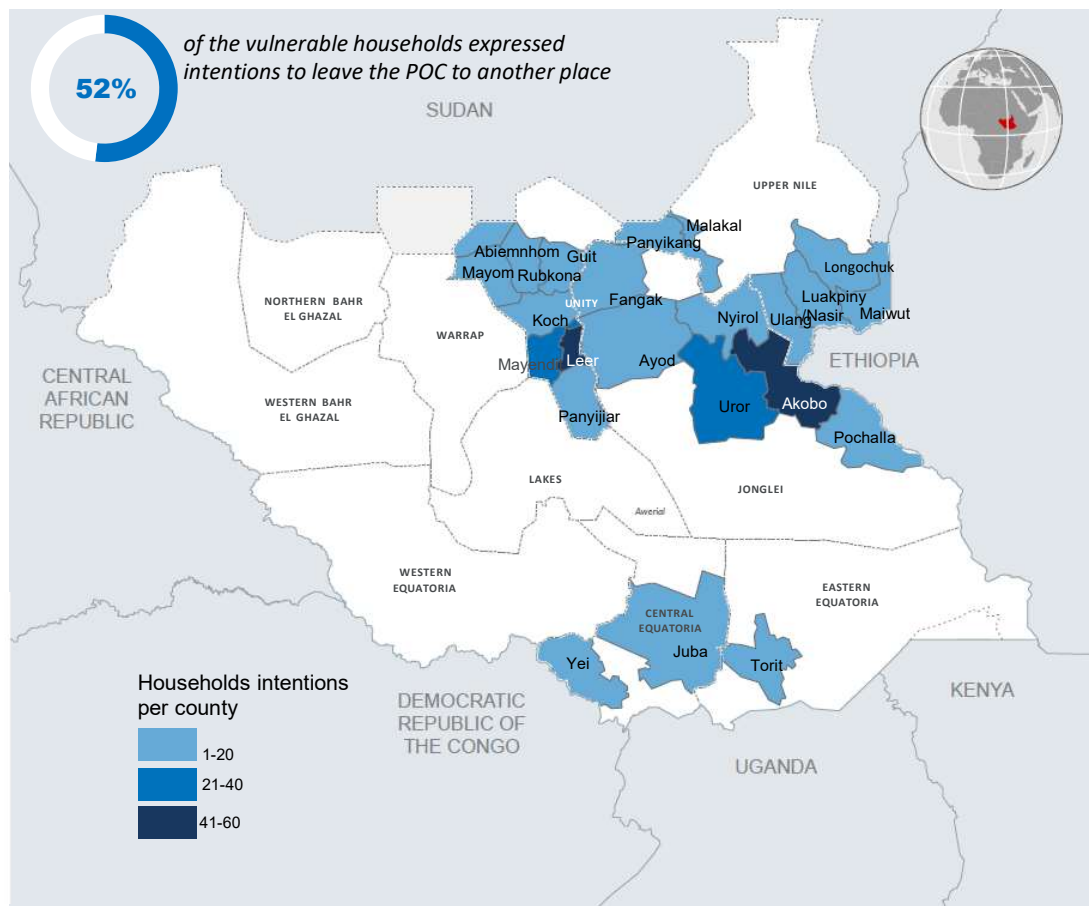 52%
of the vulnerable households expressed
intentions to leave the POC to another place
SUDAN
UPPER NILE
Malakal
Panyikang
Abiemnhom
Guit
Longochuk
Mayom
Rubkona
NORTHERN BAHR
EL GHAZAL
UNITY
Fangak
Luakpiny
/Nasir
Maiwut
Koch
Nyirol
Ulang
WARRAP
Mayendit
Leer
Ayod
ETHIOPIA
CENTRAL
AFRICAN
REPUBLIC
WESTERN BAHR
EL GHAZAL
Panyijiar
Uror
Akobo
Pochalla
LAKES
JONGLEI
Awerial
WESTERN
EQUATORIA
EASTERN
EQUATORIA
CENTRAL
EQUATORIA
Juba
Yei
Torit
Households intentions
per county
1-20
21-40
41-60
DEMOCRATIC
REPUBLIC OF
THE CONGO
KENYA
UGANDA